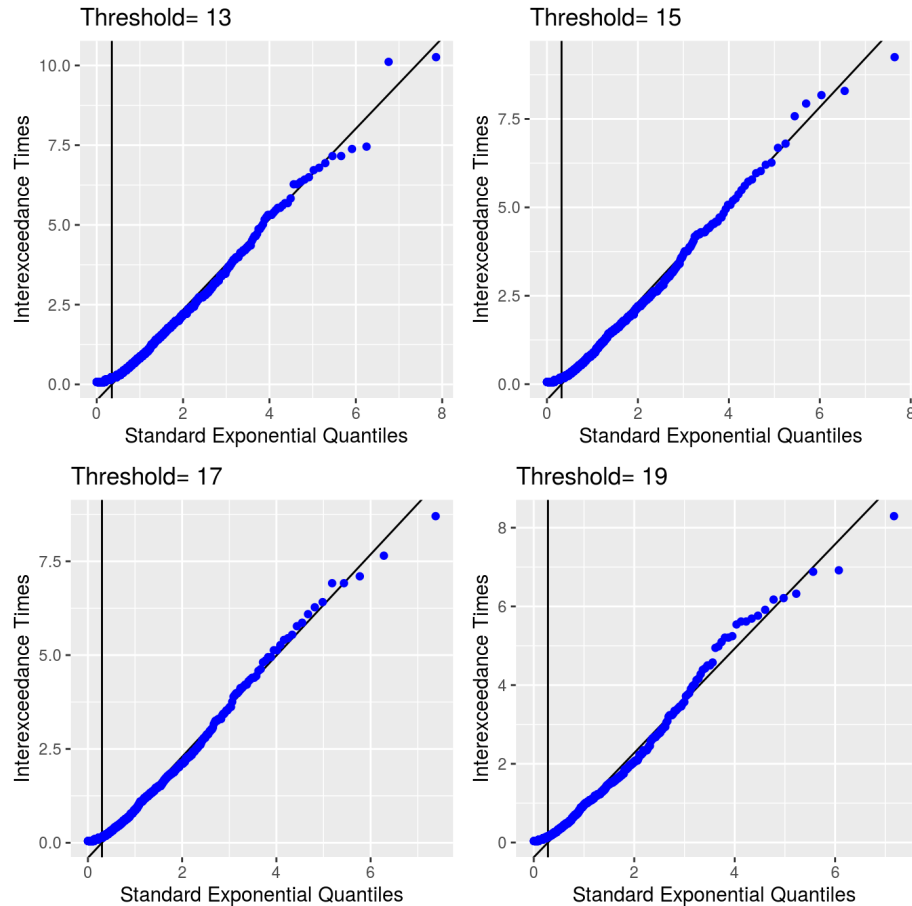 Threshold= 13
Interexceedance Times
10.0
7.5
5.0
2.5
0.0
0 2 4 6 8
Standard Exponential Quantiles
Threshold= 15
Interexceedance Times
7.5
5.0
2.5
0.0
0 2 4 6 8
Standard Exponential Quantiles
Threshold= 17
Interexceedance Times
7.5
5.0
2.5
0.0
0 2 4 6
Standard Exponential Quantiles
Threshold= 19
Interexceedance Times
8
6
4
2
0
0 2 4 6
Standard Exponential Quantiles